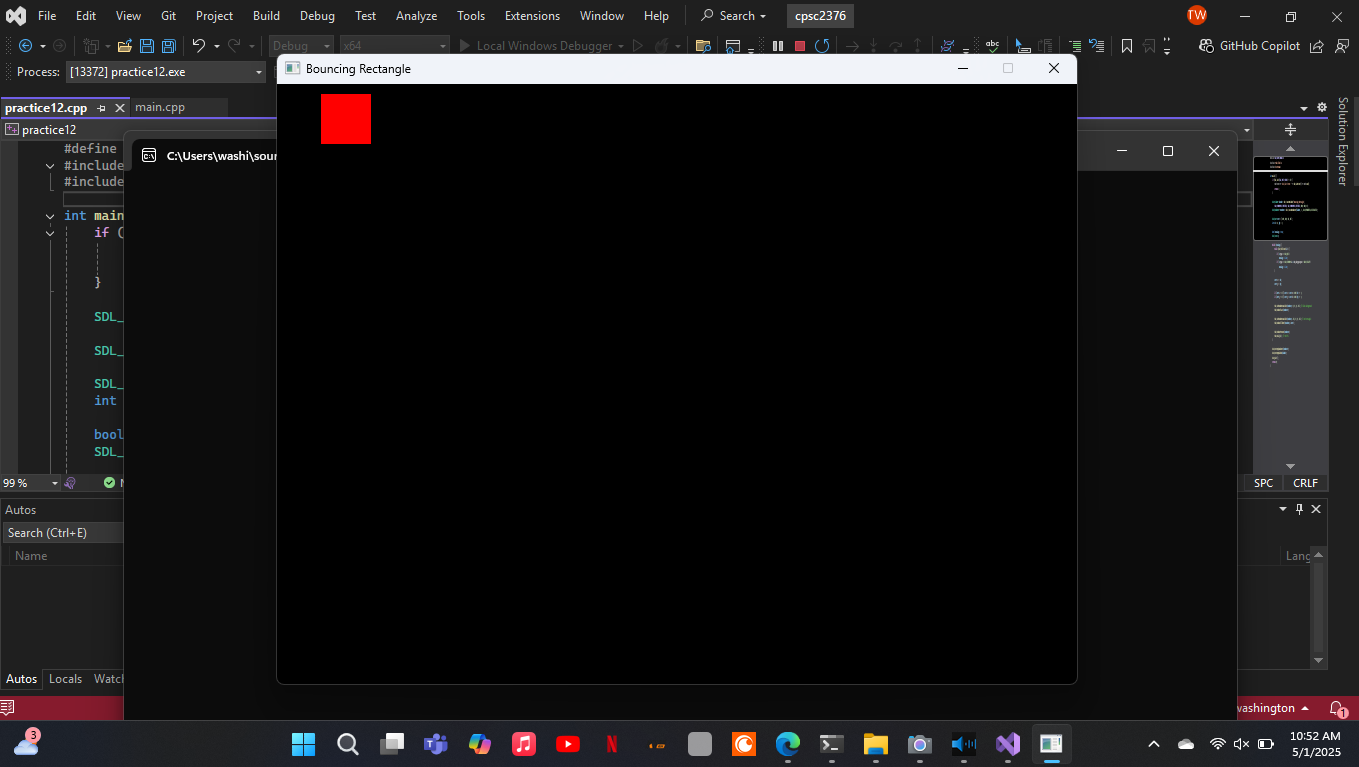 File Edit View Git Project Build Debug Test Analyze Tools Extensions Window Help Search cpsc2376 TW
Debug x64 Local Windows Debugger abc GitHub Copilot
Process: [13372] practice12.exe
Bouncing Rectangle
practice12.cpp main.cpp
practice12
C:\Users\washi\sour
#define
#include
#include
int main
if (
}
SDL_
SDL_
SDL_
int
bool
SDL_
99 % N SPC CRLF
Solution Explorer
Autos
Search (Ctrl+E)
Name Lang
Autos Locals Watch
washington 1
3
10:52 AM
5/1/2025